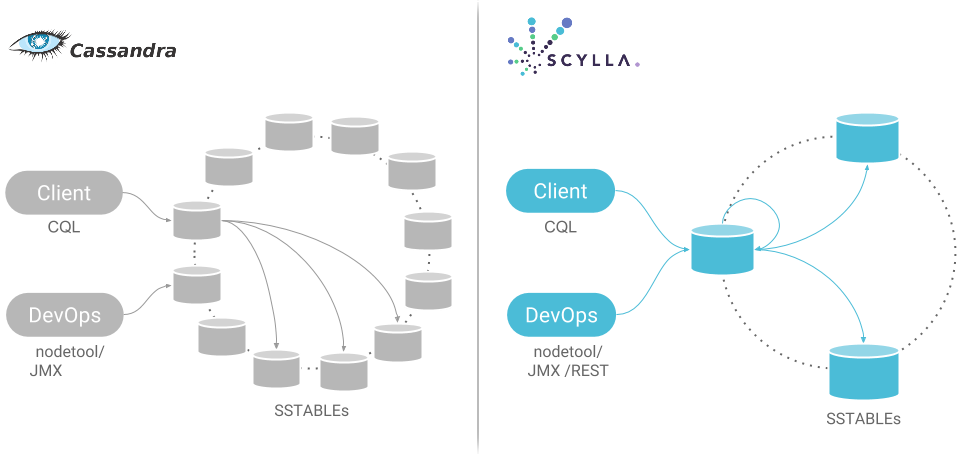 Cassandra
Client
CQL
DevOps
nodetool/
JMX
SSTABLEs
SCYLLA.
Client
CQL
DevOps
nodetool/
JMX /REST
SSTABLEs